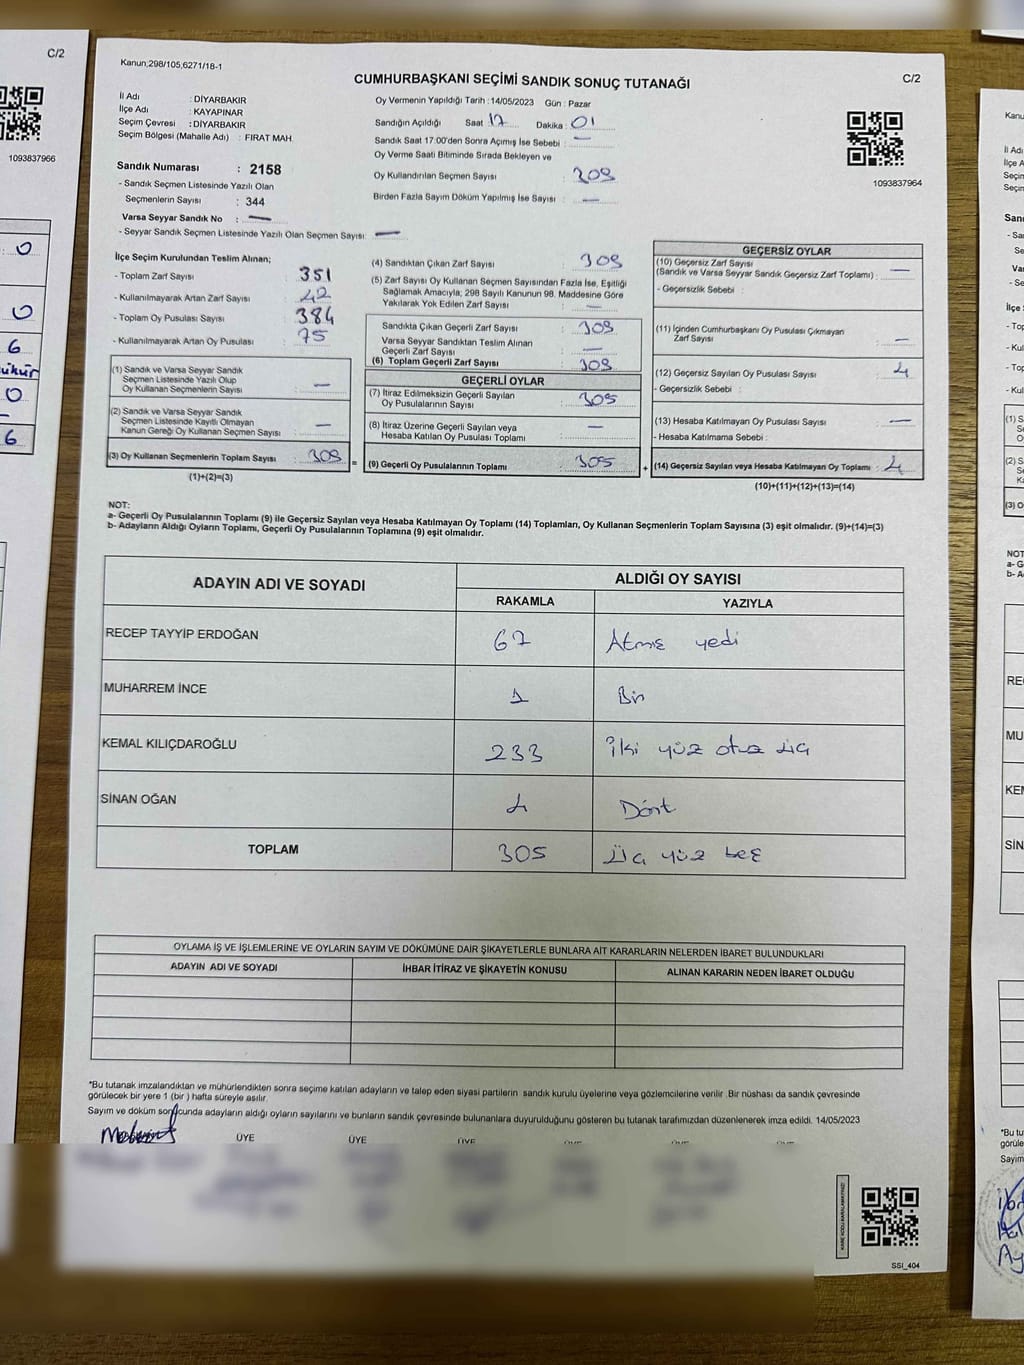 C/2
1093837966
Kanun,298/105,6271/18-1
CUMHURBAŞKANI SEÇİMİ SANDIK SONUÇ TUTANAĞI
C/2
İl Adı : DİYARBAKIR
İlçe Adı : KAYAPINAR
Seçim Çevresi : DİYARBAKIR
Seçim Bölgesi (Mahalle Adı) : FIRAT MAH
Sandık Numarası : 2158
- Sandık Seçmen Listesinde Yazılı Olan
Seçmenlerin Sayısı : 344
Varsa Seyyar Sandık No : —
- Seyyar Sandık Seçmen Listesinde Yazılı Olan Seçmen Sayısı: —
Oy Vermenin Yapıldığı Tarih : 14/05/2023 Gün : Pazar
Sandığın Açıldığı Saat 17 Dakika : 01
Sandık Saat 17:00'den Sonra Açımış İse Sebebi : —
Oy Verme Saati Bitiminde Sırada Bekleyen ve
Oy Kullandırılan Seçmen Sayısı : 309
Birden Fazla Sayım Döküm Yapılmış İse Sayısı : —
1093837964
İlçe Seçim Kurulundan Teslim Alınan;
- Toplam Zarf Sayısı : 351
- Kullanılmayarak Artan Zarf Sayısı : 42
- Toplam Oy Pusulası Sayısı : 384
- Kullanılmayarak Artan Oy Pusulası : 75
(1) Sandık ve Varsa Seyyar Sandık
Seçmen Listesinde Yazılı Olup
Oy Kullanan Seçmenlerin Sayısı : —
(2) Sandık ve Varsa Seyyar Sandık
Seçmen Listesinde Kayıtlı Olmayan
Kanun Gereği Oy Kullanan Seçmen Sayısı : —
(3) Oy Kullanan Seçmenlerin Toplam Sayısı : 309
(1)+(2)=(3)
(4) Sandıktan Çıkan Zarf Sayısı : 309
(5) Zarf Sayısı Oy Kullanan Seçmen Sayısından Fazla İse, Eşitliği
Sağlamak Amacıyla; 298 Sayılı Kanunun 98. Maddesine Göre
Yakılarak Yok Edilen Zarf Sayısı : —
Sandıkta Çıkan Geçerli Zarf Sayısı : 309
Varsa Seyyar Sandıktan Teslim Alınan
Geçerli Zarf Sayısı : —
(6) Toplam Geçerli Zarf Sayısı : 309
GEÇERLİ OYLAR
(7) İtiraz Edilmeksizin Geçerli Sayılan
Oy Pusulalarının Sayısı : 305
(8) İtiraz Üzerine Geçerli Sayılan veya
Hesaba Katılan Oy Pusulası Toplamı : —
= (9) Geçerli Oy Pusulalarının Toplamı : 305
GEÇERSİZ OYLAR
(10) Geçersiz Zarf Sayısı
(Sandık ve Varsa Seyyar Sandık Geçersiz Zarf Toplamı) : —
- Geçersizlik Sebebi :
(11) İçinden Cumhurbaşkanı Oy Pusulası Çıkmayan
Zarf Sayısı : —
(12) Geçersiz Sayılan Oy Pusulası Sayısı : 4
- Geçersizlik Sebebi :
(13) Hesaba Katılmayan Oy Pusulası Sayısı : —
- Hesaba Katılmama Sebebi :
+ (14) Geçersiz Sayılan veya Hesaba Katılmayan Oy Toplamı : 4
(10)+(11)+(12)+(13)=(14)
NOT:
a- Geçerli Oy Pusulalarının Toplamı (9) ile Geçersiz Sayılan veya Hesaba Katılmayan Oy Toplamı (14) Toplamları, Oy Kullanan Seçmenlerin Toplam Sayısına (3) eşit olmalıdır. (9)+(14)=(3)
b- Adayların Aldığı Oyların Toplamı, Geçerli Oy Pusulalarının Toplamına (9) eşit olmalıdır.
ADAYIN ADI VE SOYADI
ALDIĞI OY SAYISI
RAKAMLA YAZIYLA
RECEP TAYYİP ERDOĞAN 67 Atmış yedi
MUHARREM İNCE 1 Bir
KEMAL KILIÇDAROĞLU 233 İki yüz otuz üç
SİNAN OĞAN 4 Dört
TOPLAM 305 Üç yüz beş
OYLAMA İŞ VE İŞLEMLERİNE VE OYLARIN SAYIM VE DÖKÜMÜNE DAİR ŞİKAYETLERLE BUNLARA AİT KARARLARIN NELERDEN İBARET BULUNDUKLARI
ADAYIN ADI VE SOYADI İHBAR İTİRAZ VE ŞİKAYETİN KONUSU ALINAN KARARIN NEDEN İBARET OLDUĞU
*Bu tutanak imzalandıktan ve mühürlendikten sonra seçime katılan adayların ve talep eden siyasi partilerin sandık kurulu üyelerine veya gözlemcilerine verilir .Bir nüshası da sandık çevresinde
görülecek bir yere 1 (bir ) hafta süreyle asılır.
Sayım ve döküm sonucunda adayların aldığı oyların sayılarını ve bunların sandık çevresinde bulunanlara duyurulduğunu gösteren bu tutanak tarafımızdan düzenlenerek imza edildi. 14/05/2023
ÜYE ÜYE ÜYE
SSI_404